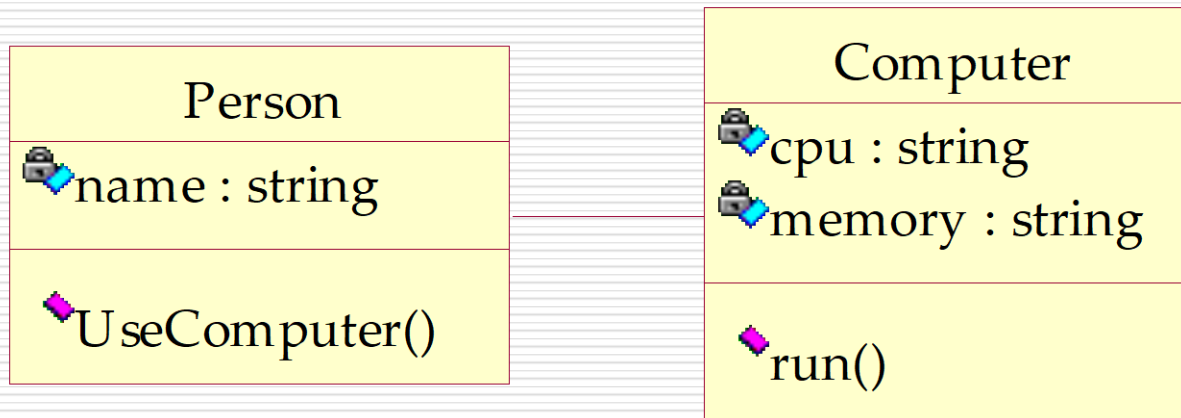 Person
name : string
UseComputer()
Computer
cpu : string
memory : string
run()